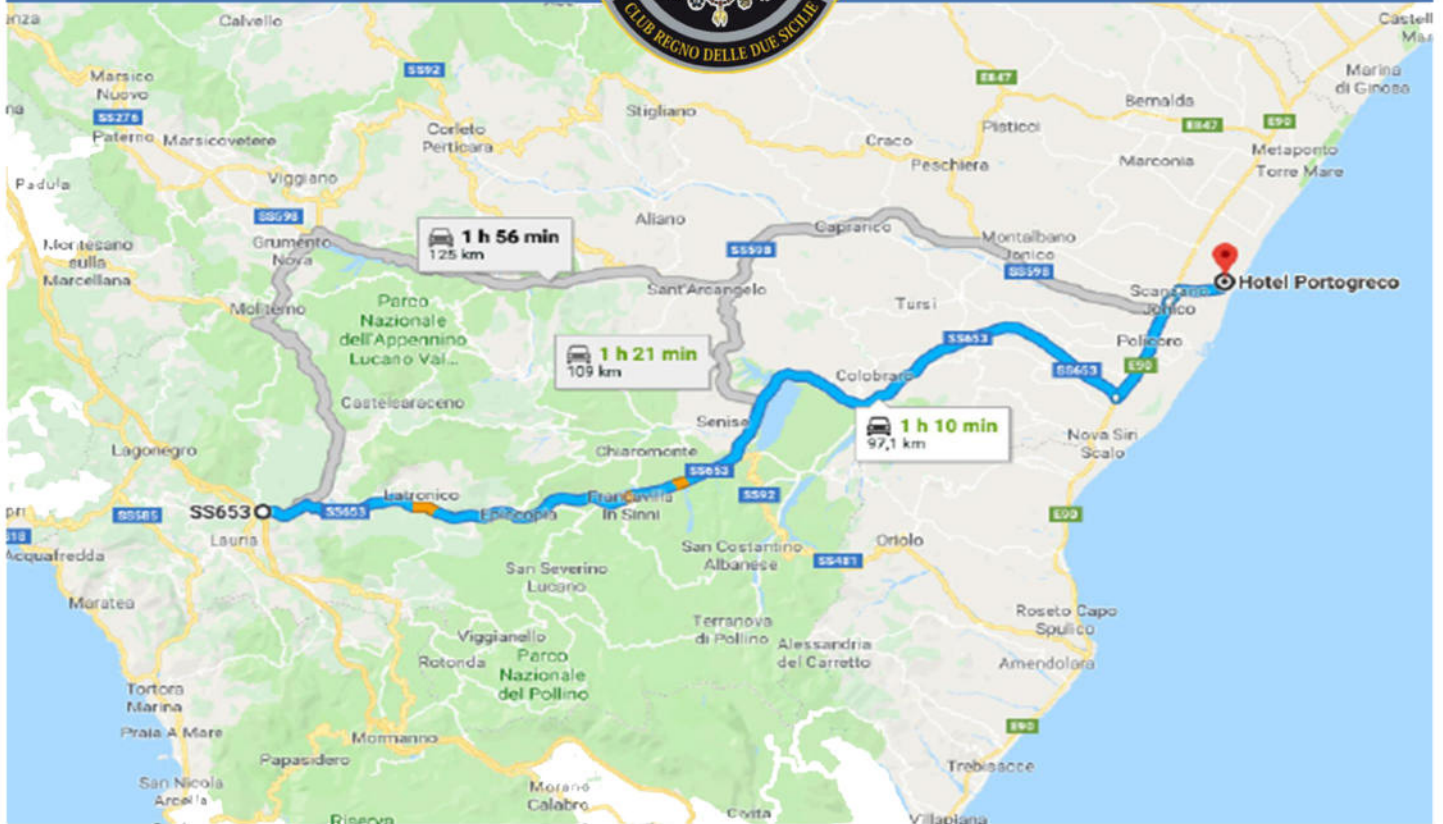 CLUB REGNO DELLE DUE SICILIE
Calvello
SS92
Marsico
Nuovo
SS276
Paterno
Marsicovetere
Corleto
Perticara
Stigliano
E847
Bernalda
Marina
di Ginosa
Pisticci
E847
E90
Craco
Peschiera
Marconia
Metaponto
Torre Mare
Padula
Viggiano
SS598
Grumento
Nova
Montesano
sulla
Marcellana
1 h 56 min
125 km
Aliano
SS598
Craparico
Montalbano
Jonico
SS598
Sant'Arcangelo
Moliterno
Parco
Nazionale
dell'Appennino
Lucano Val...
Tursi
Scanzano
Jonico
Hotel Portogreco
1 h 21 min
109 km
SS653
Policoro
SS653
E90
Colobraro
Castelsaraceno
Senise
1 h 10 min
97,1 km
Nova Siri
Scalo
Lagonegro
Chiaromonte
SS653
SS92
Latronico
Francavilla
In Sinni
Episcopia
SS653
SS653
SS585
Lauria
Acquafredda
E90
San Costantino
Albanese
SS481
Oriolo
San Severino
Lucano
Maratea
Roseto Capo
Spulico
Terranova
di Pollino
Alessandria
del Carretto
Viggianello
Rotonda
Parco
Nazionale
del Pollino
Amendolara
Tortora
Marina
Praia A Mare
E90
Mormanno
Papasidero
Trebisacce
San Nicola
Arcella
Morano
Calabro
Civita
Villapiana
Riserva